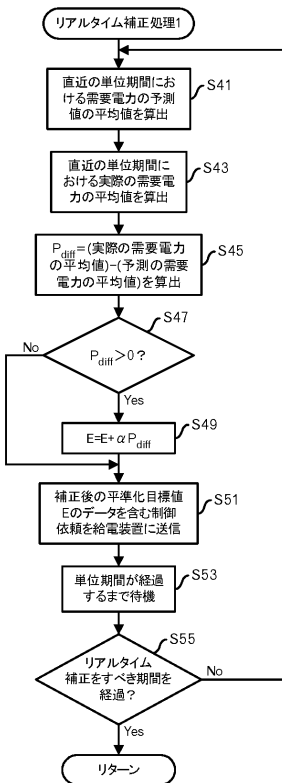 リアルタイム補正処理1
直近の単位期間にお
ける需要電力の予測
値の平均値を算出
S41
直近の単位期間に
おける実際の需要電
力の平均値を算出
S43
Pdiff=(実際の需要電力
の平均値)-(予測の需要
電力の平均値)を算出
S45
S47
No
Pdiff>0?
Yes
E=E+αPdiff
S49
補正後の平準化目標値
Eのデータを含む制御
依頼を給電装置に送信
S51
単位期間が経過
するまで待機
S53
S55
リアルタイム
補正をすべき期間を
経過?
No
Yes
リターン